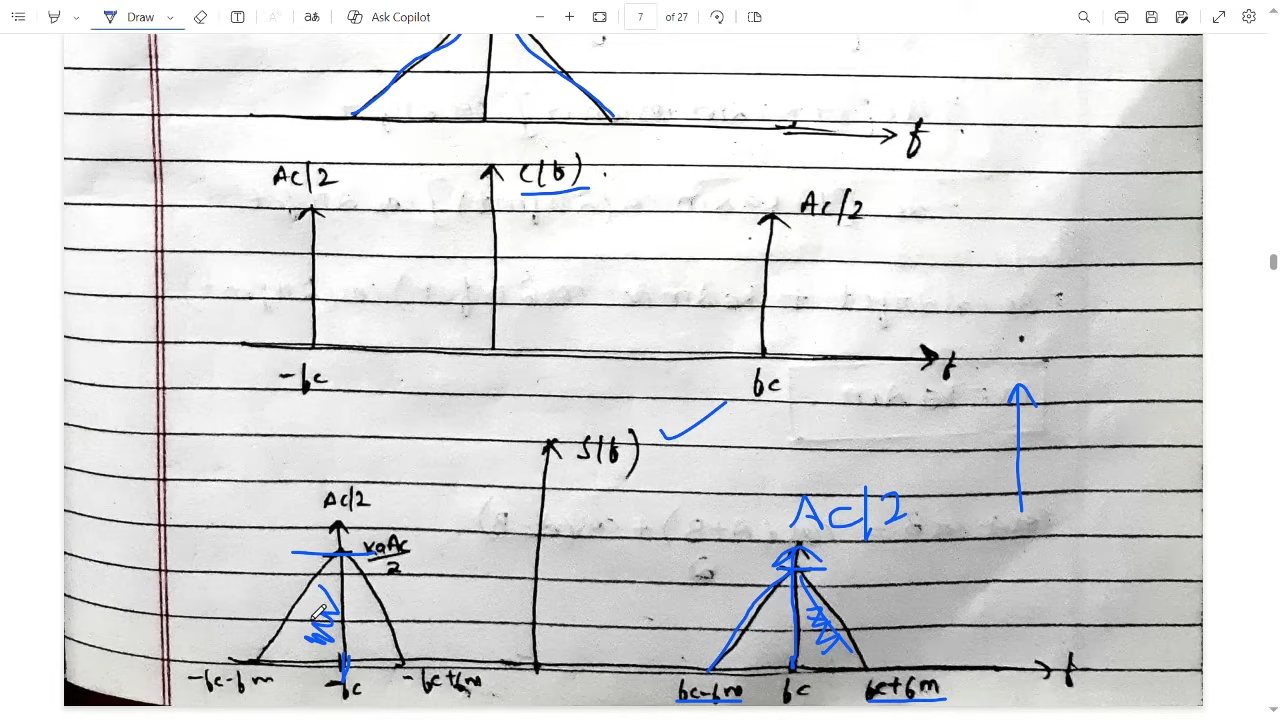 Draw
Ask Copilot
7 of 27
f
Ac/2
C(f)
Ac/2
-fc
fc
f
S(f)
Ac/2
kaAc/2
Ac/2
-fc-fm
-fc
-fc+fm
fc-fm
fc
fc+fm
f